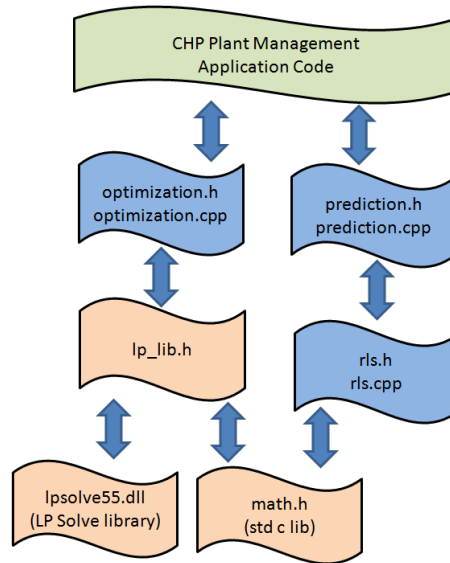 CHP Plant Management
Application Code
optimization.h
optimization.cpp
prediction.h
prediction.cpp
lp_lib.h
rls.h
rls.cpp
lpsolve55.dll
(LP Solve library)
math.h
(std c lib)